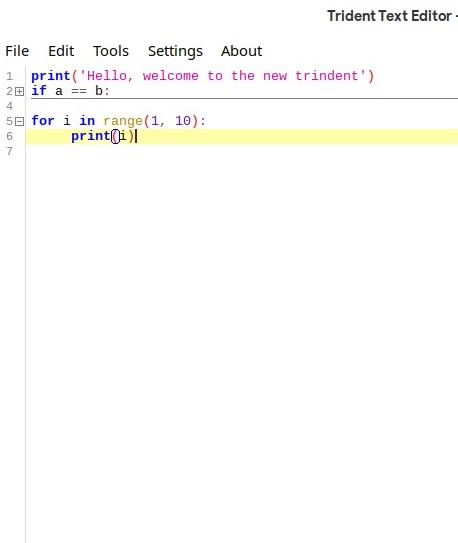 Trident Text Editor -
File Edit Tools Settings About
1 print('Hello, welcome to the new trindent')
2 if a == b:
4
5 for i in range(1, 10):
6 print(i)
7